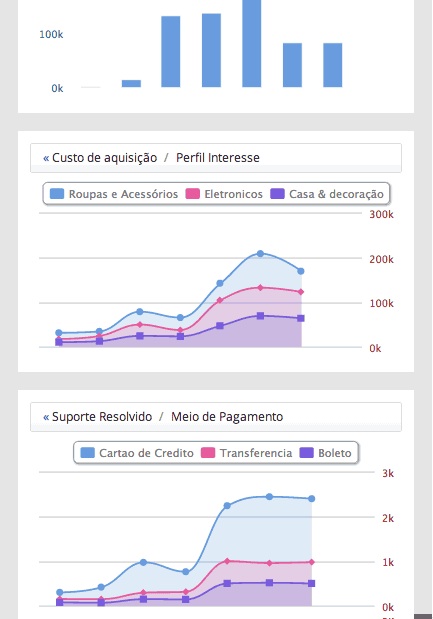 100k
0k
« Custo de aquisição / Perfil Interesse
Roupas e Acessórios Eletronicos Casa & decoração
300k
200k
100k
0k
« Suporte Resolvido / Meio de Pagamento
Cartao de Credito Transferencia Boleto
3k
2k
1k
0k